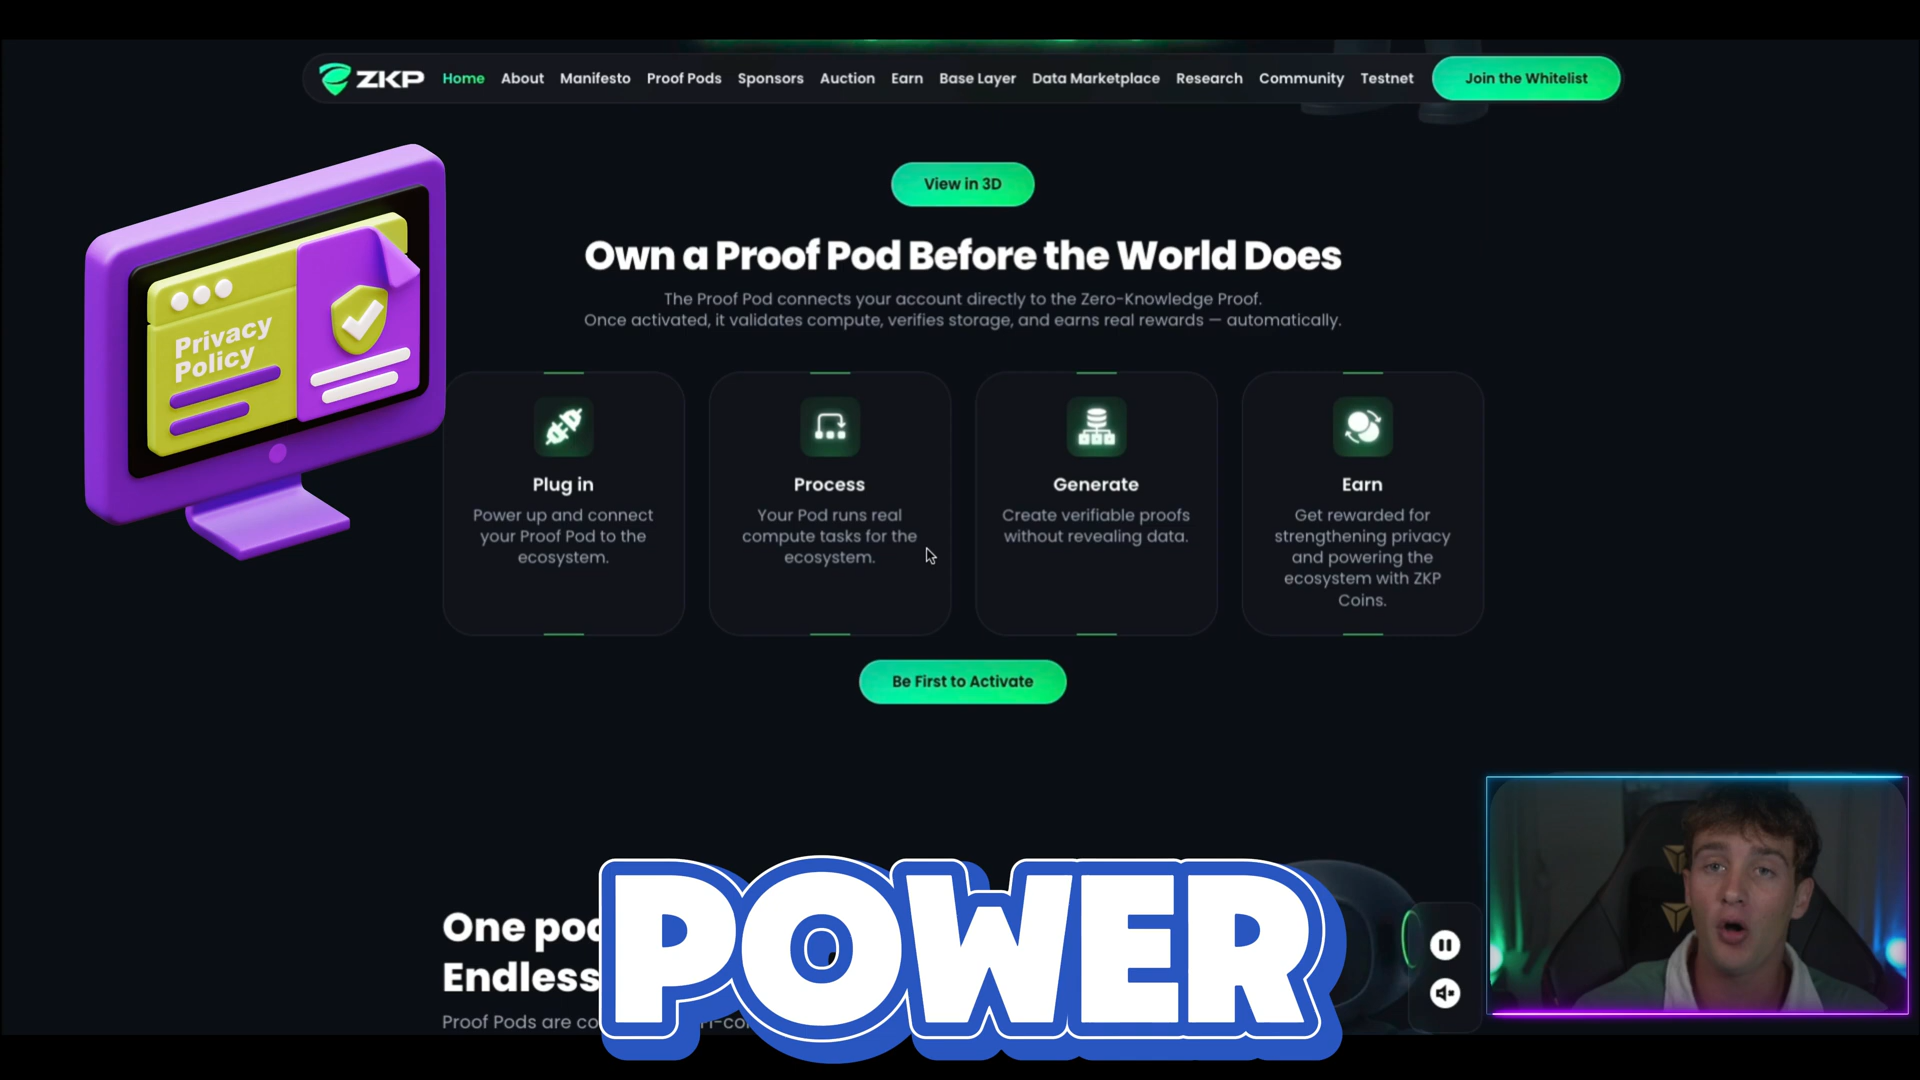 ZKP
Home About Manifesto Proof Pods Sponsors Auction Earn Base Layer Data Marketplace Research Community Testnet Join the Whitelist
View in 3D
Own a Proof Pod Before the World Does
The Proof Pod connects your account directly to the Zero-Knowledge Proof.
Once activated, it validates compute, verifies storage, and earns real rewards — automatically.
Privacy
Policy
Plug in
Power up and connect
your Proof Pod to the
ecosystem.
Process
Your Pod runs real
compute tasks for the
ecosystem.
Generate
Create verifiable proofs
without revealing data.
Earn
Get rewarded for
strengthening privacy
and powering the
ecosystem with ZKP
Coins.
Be First to Activate
One
Endless
Proof Pods are
POWER